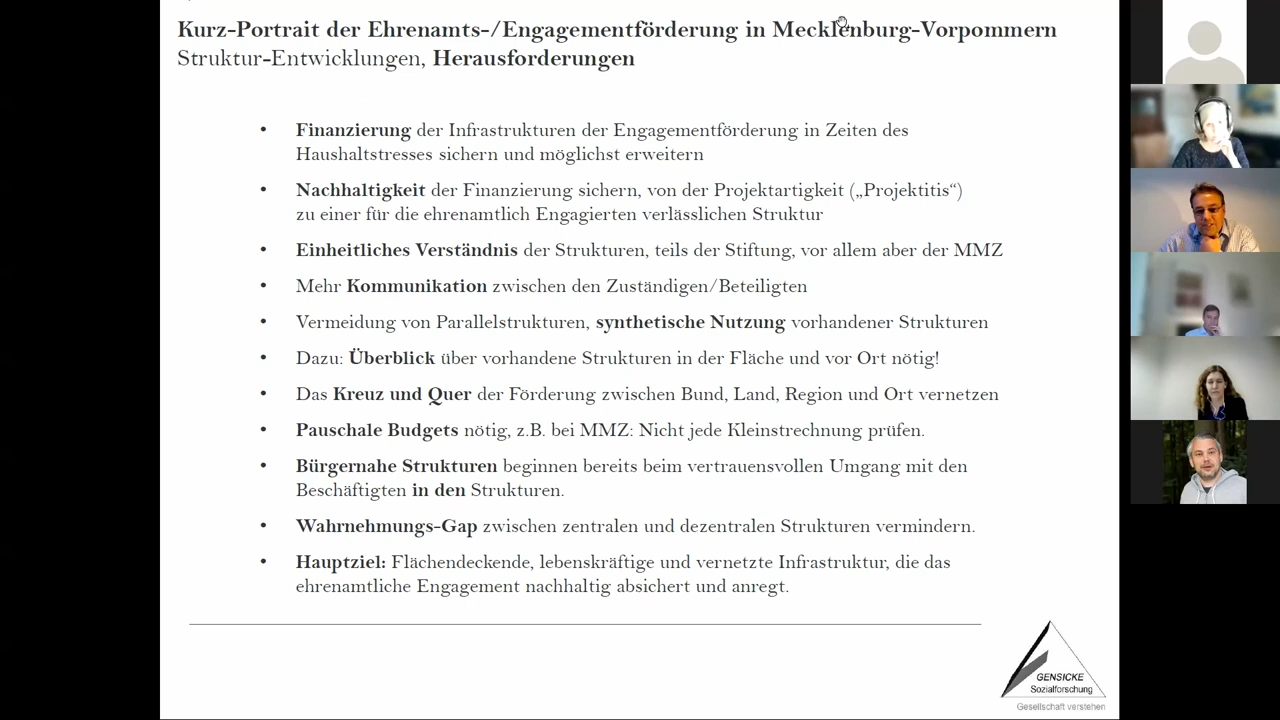 Kurz-Portrait der Ehrenamts-/Engagementförderung in Mecklenburg-Vorpommern
Struktur-Entwicklungen, Herausforderungen
• Finanzierung der Infrastrukturen der Engagementförderung in Zeiten des
Haushaltstresses sichern und möglichst erweitern
• Nachhaltigkeit der Finanzierung sichern, von der Projektartigkeit („Projektitis“)
zu einer für die ehrenamtlich Engagierten verlässlichen Struktur
• Einheitliches Verständnis der Strukturen, teils der Stiftung, vor allem aber der MMZ
• Mehr Kommunikation zwischen den Zuständigen/Beteiligten
• Vermeidung von Parallelstrukturen, synthetische Nutzung vorhandener Strukturen
• Dazu: Überblick über vorhandene Strukturen in der Fläche und vor Ort nötig!
• Das Kreuz und Quer der Förderung zwischen Bund, Land, Region und Ort vernetzen
• Pauschale Budgets nötig, z.B. bei MMZ: Nicht jede Kleinstrechnung prüfen.
• Bürgernahe Strukturen beginnen bereits beim vertrauensvollen Umgang mit den
Beschäftigten in den Strukturen.
• Wahrnehmungs-Gap zwischen zentralen und dezentralen Strukturen vermindern.
• Hauptziel: Flächendeckende, lebenskräftige und vernetzte Infrastruktur, die das
ehrenamtliche Engagement nachhaltig absichert und anregt.
GENSICKE
Sozialforschung
Gesellschaft verstehen